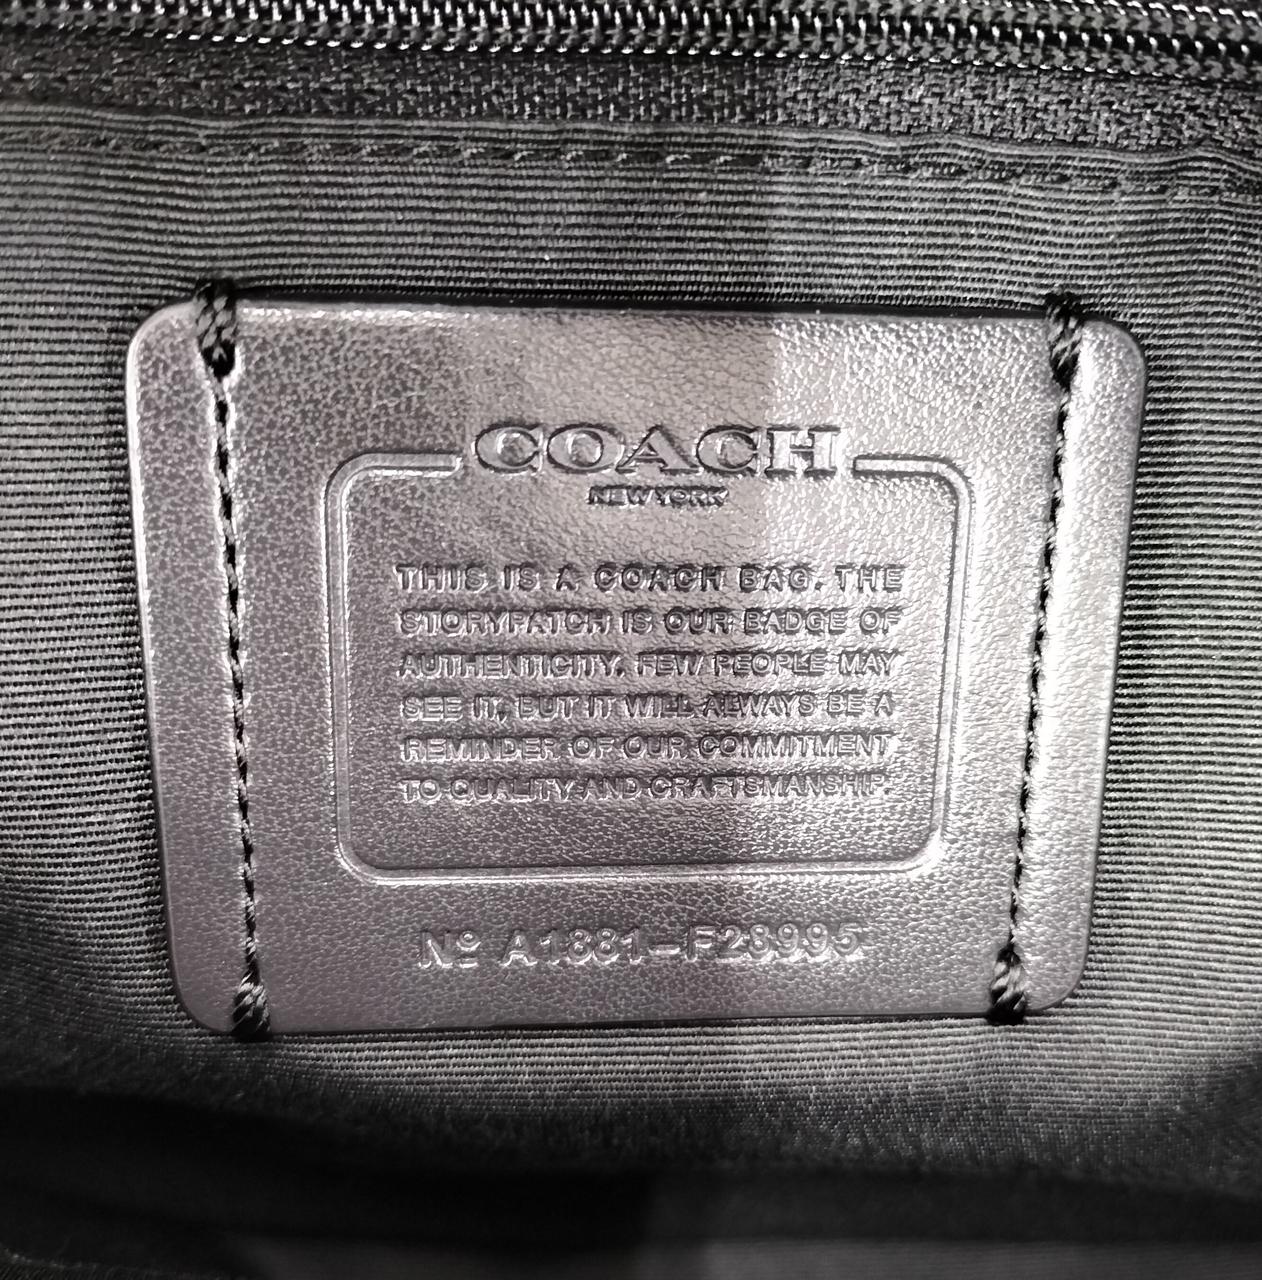 COACH
NEW YORK
THIS IS A COACH BAG. THE
STORYPATCH IS OUR BADGE OF
AUTHENTICITY. FEW PEOPLE MAY
SEE IT, BUT IT WILL ALWAYS BE A
REMINDER OF OUR COMMITMENT
TO QUALITY AND CRAFTSMANSHIP.
Nº A1881-F28995